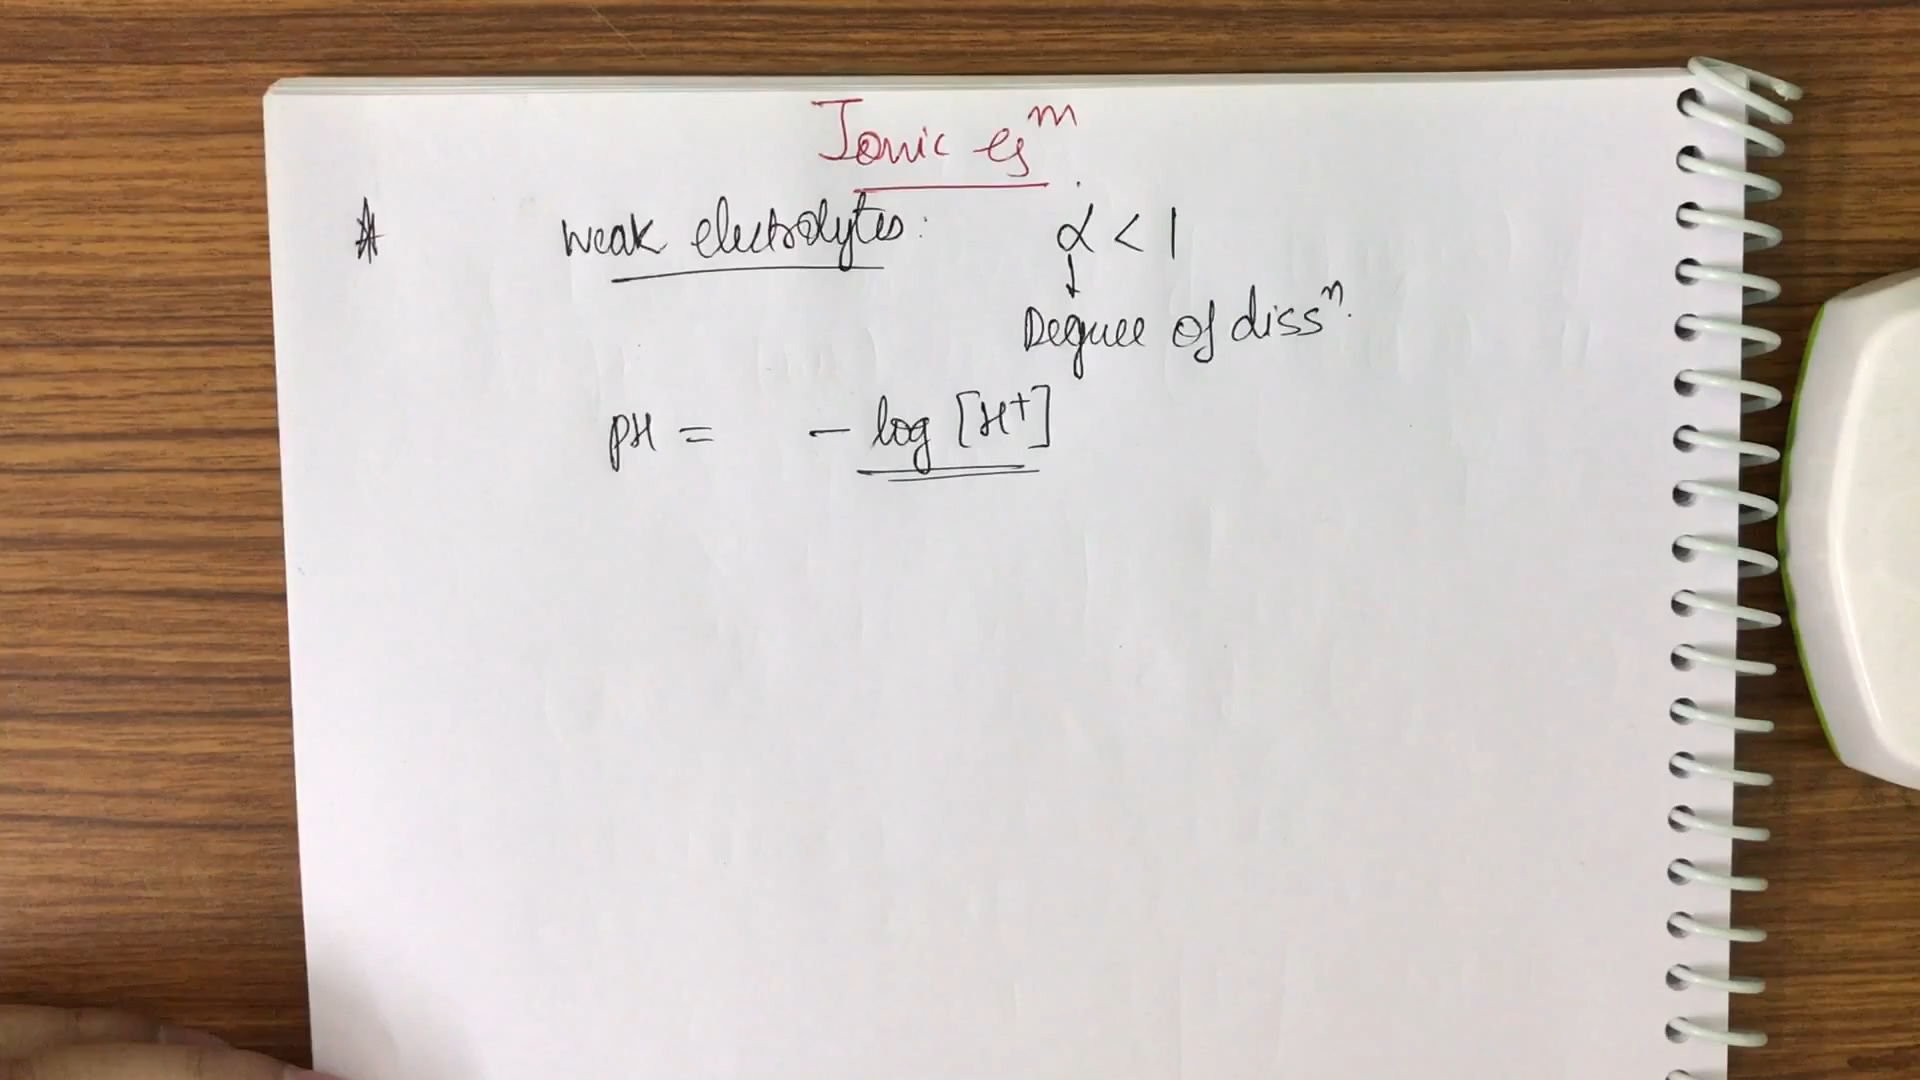 Ionic eqᵐ
* weak electrolytes: α < 1
↓
Degree of dissⁿ.
pH = - log [H⁺]